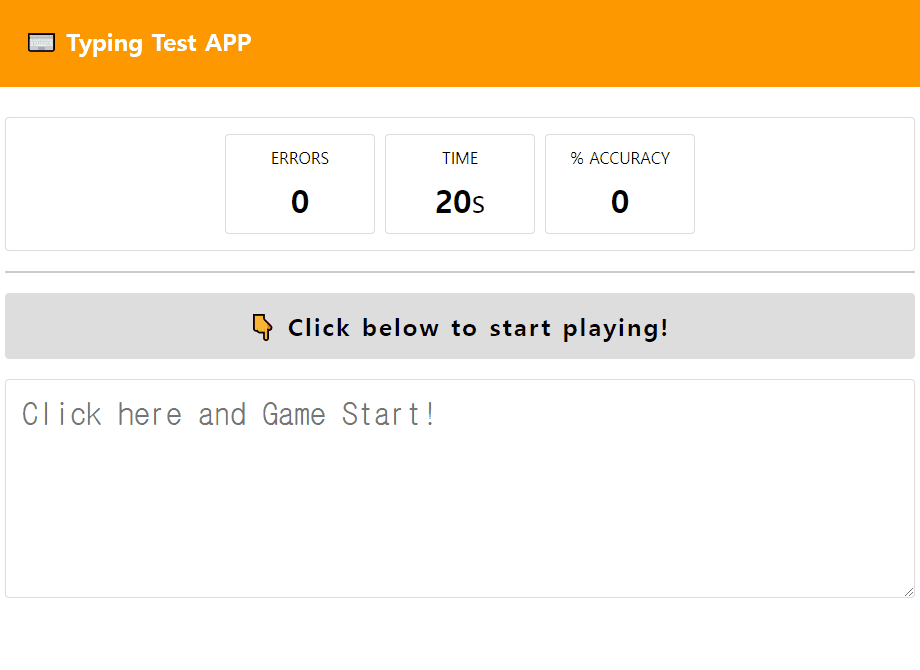 Typing Test APP
ERRORS
0
TIME
20s
% ACCURACY
0
👇 Click below to start playing!
Click here and Game Start!